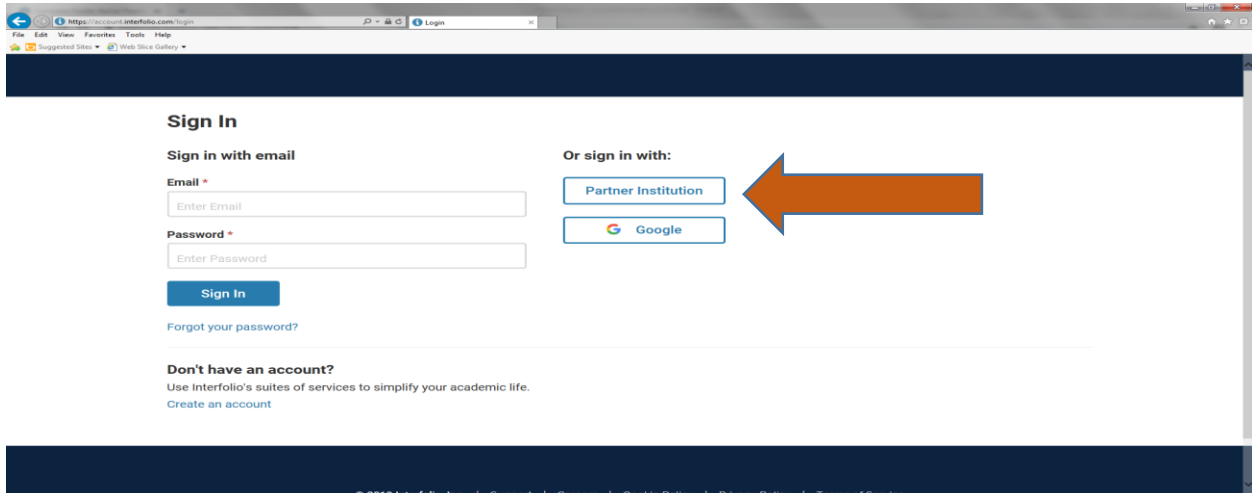 https://account.interfolio.com/login
Login
File Edit View Favorites Tools Help
Suggested Sites Web Slice Gallery
Sign In
Sign in with email
Or sign in with:
Email *
Enter Email
Partner Institution
Google
Password *
Enter Password
Sign In
Forgot your password?
Don't have an account?
Use Interfolio's suites of services to simplify your academic life.
Create an account